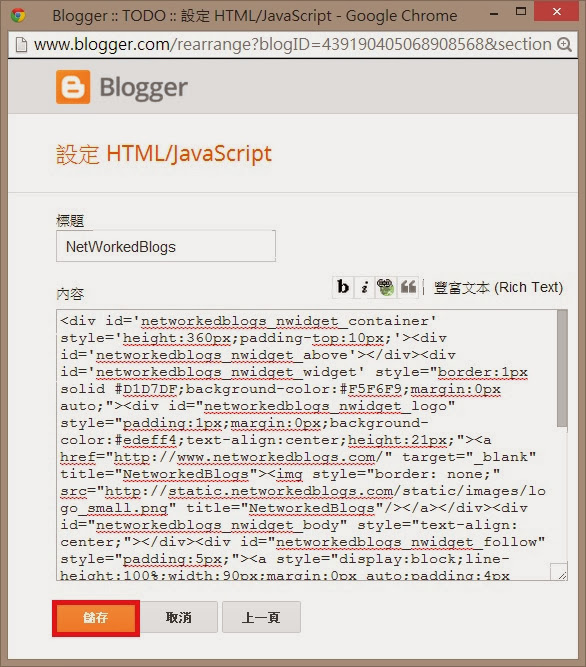 Blogger :: TODO :: 設定 HTML/JavaScript - Google Chrome
www.blogger.com/rearrange?blogID=439190405068908568&section
Blogger
設定 HTML/JavaScript
標題
NetWorkedBlogs
內容
b i 豐富文本 (Rich Text)
<div id='networkedblogs_nwidget_container'
style='height:360px;padding-top:10px;'><div
id='networkedblogs_nwidget_above'></div><div
id='networkedblogs_nwidget_widget' style="border:1px
solid #D1D7DF;background-color:#F5F6F9;margin:0px
auto;"><div id="networkedblogs_nwidget_logo"
style="padding:1px;margin:0px;background-
color:#edeff4;text-align:center;height:21px;"><a
href="http://www.networkedblogs.com/" target="_blank"
title="NetworkedBlogs"><img style="border: none;"
src="http://static.networkedblogs.com/static/images/lo
go_small.png" title="NetworkedBlogs"/></a></div><div
id="networkedblogs_nwidget_body" style="text-align:
center;"></div><div id="networkedblogs_nwidget_follow"
style="padding:5px;"><a style="display:block;line-
height:100%;width:90px;margin:0px auto;padding:4px
儲存 取消 上一頁